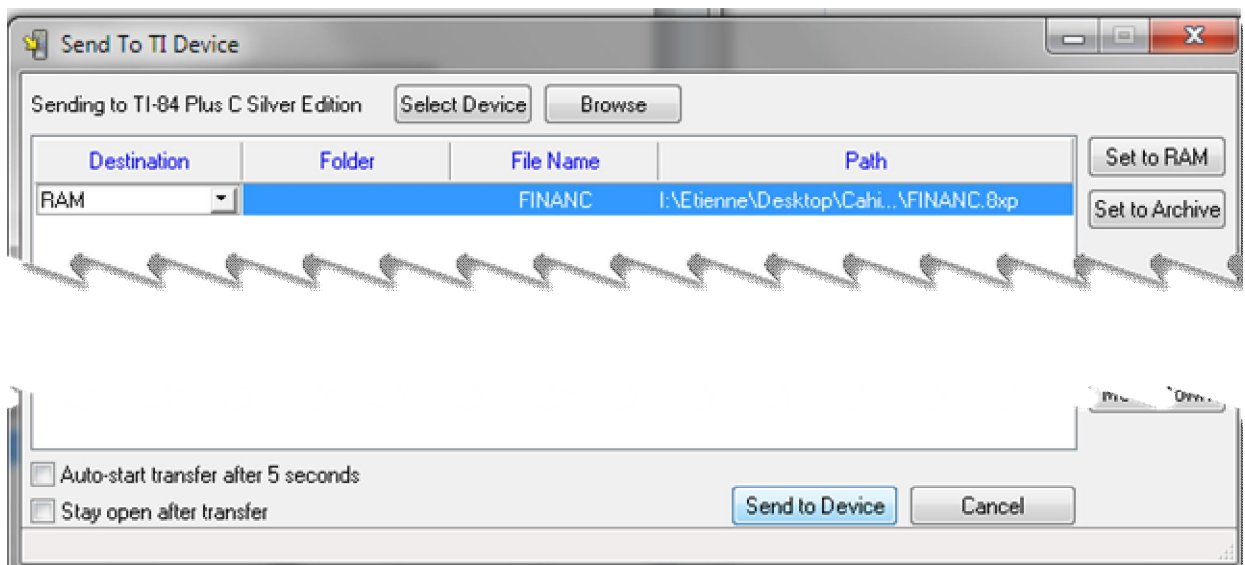 Send To TI Device
Sending to TI-84 Plus C Silver Edition Select Device Browse
Destination Folder File Name Path Set to RAM
RAM FINANC I:\Etienne\Desktop\Cahi...\FINANC.8xp
Set to Archive
Auto-start transfer after 5 seconds
Stay open after transfer
Send to Device Cancel